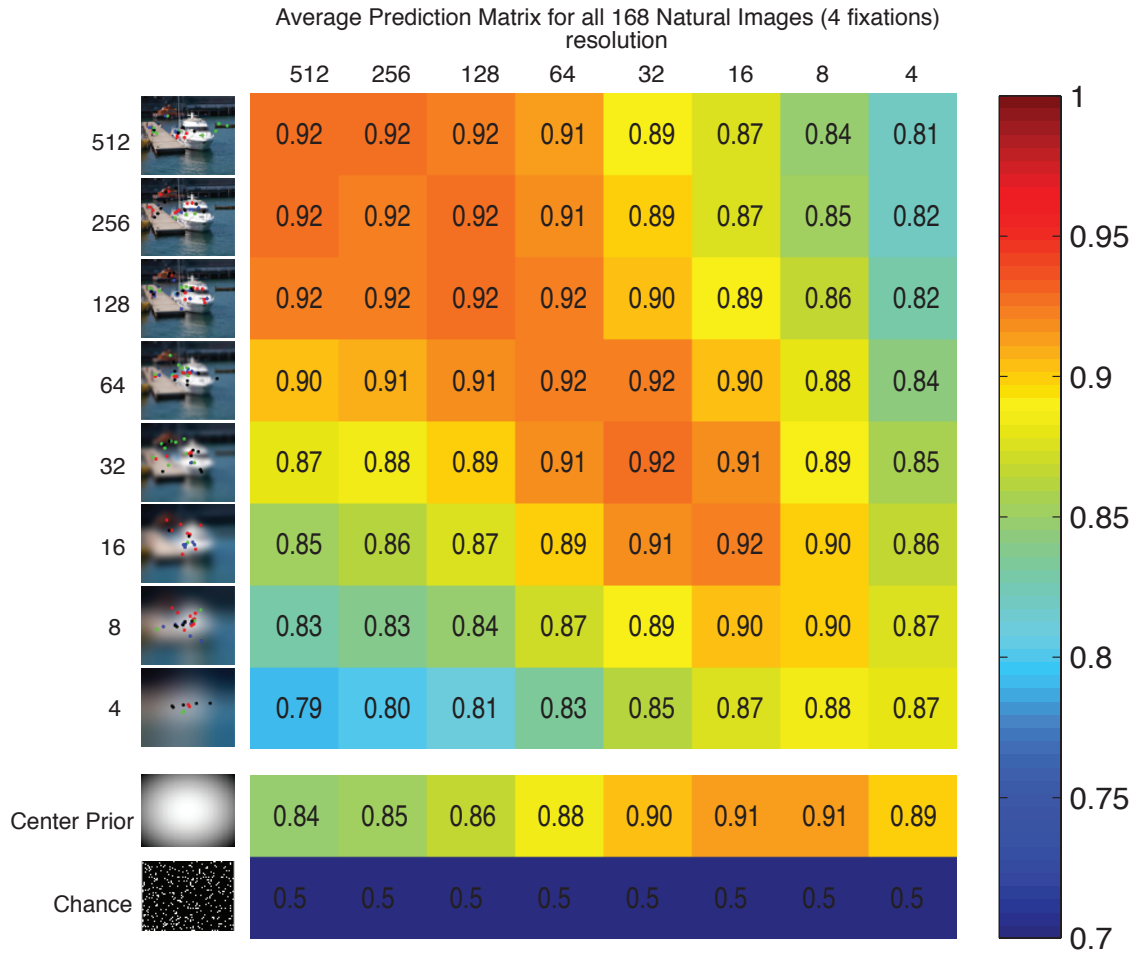 Average Prediction Matrix for all 168 Natural Images (4 fixations)
resolution
512 256 128 64 32 16 8 4
512 0.92 0.92 0.92 0.91 0.89 0.87 0.84 0.81
256 0.92 0.92 0.92 0.91 0.89 0.87 0.85 0.82
128 0.92 0.92 0.92 0.92 0.90 0.89 0.86 0.82
64 0.90 0.91 0.91 0.92 0.92 0.90 0.88 0.84
32 0.87 0.88 0.89 0.91 0.92 0.91 0.89 0.85
16 0.85 0.86 0.87 0.89 0.91 0.92 0.90 0.86
8 0.83 0.83 0.84 0.87 0.89 0.90 0.90 0.87
4 0.79 0.80 0.81 0.83 0.85 0.87 0.88 0.87
Center Prior 0.84 0.85 0.86 0.88 0.90 0.91 0.91 0.89
Chance 0.5 0.5 0.5 0.5 0.5 0.5 0.5 0.5
1
0.95
0.9
0.85
0.8
0.75
0.7